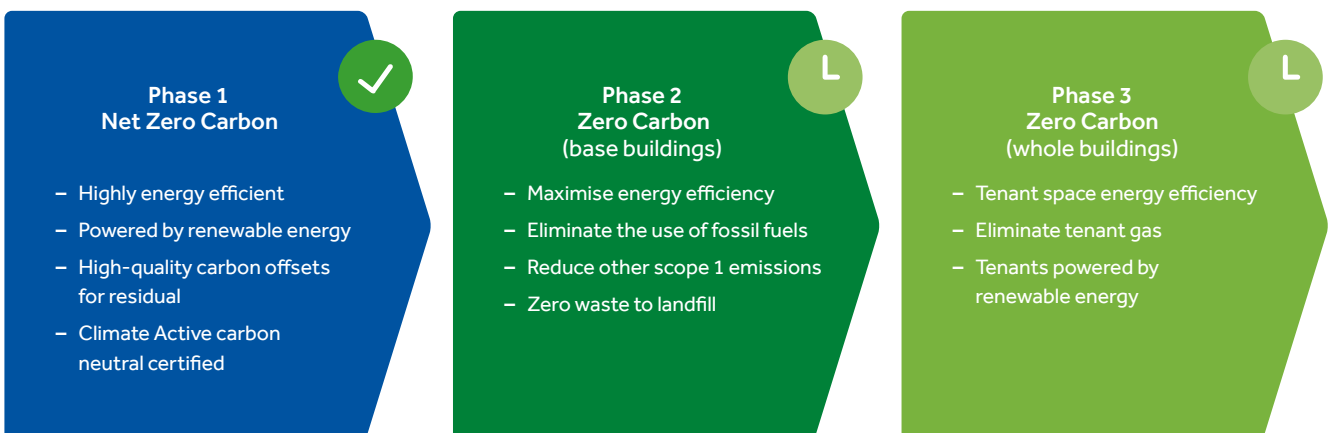 Phase 1
Net Zero Carbon
– Highly energy efficient
– Powered by renewable energy
– High-quality carbon offsets
for residual
– Climate Active carbon
neutral certified
Phase 2
Zero Carbon
(base buildings)
– Maximise energy efficiency
– Eliminate the use of fossil fuels
– Reduce other scope 1 emissions
– Zero waste to landfill
Phase 3
Zero Carbon
(whole buildings)
– Tenant space energy efficiency
– Eliminate tenant gas
– Tenants powered by
renewable energy